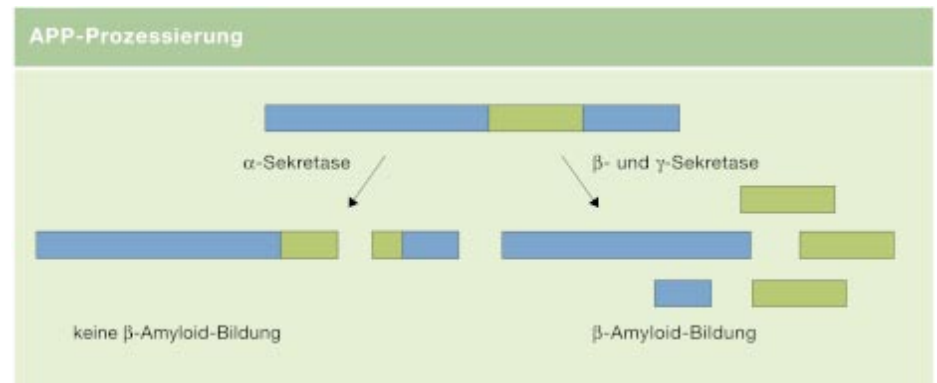 APP-Prozessierung
α-Sekretase
β- und γ-Sekretase
keine β-Amyloid-Bildung
β-Amyloid-Bildung